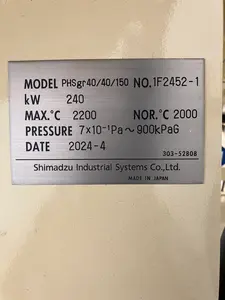 MODEL PHSgr40/40/150 NO. 1F2452-1
kW 240
MAX.℃ 2200 NOR.℃ 2000
PRESSURE 7×10⁻¹Pa～900kPaG
DATE 2024-4
303-52808
Shimadzu Industrial Systems Co., Ltd.
MADE IN JAPAN